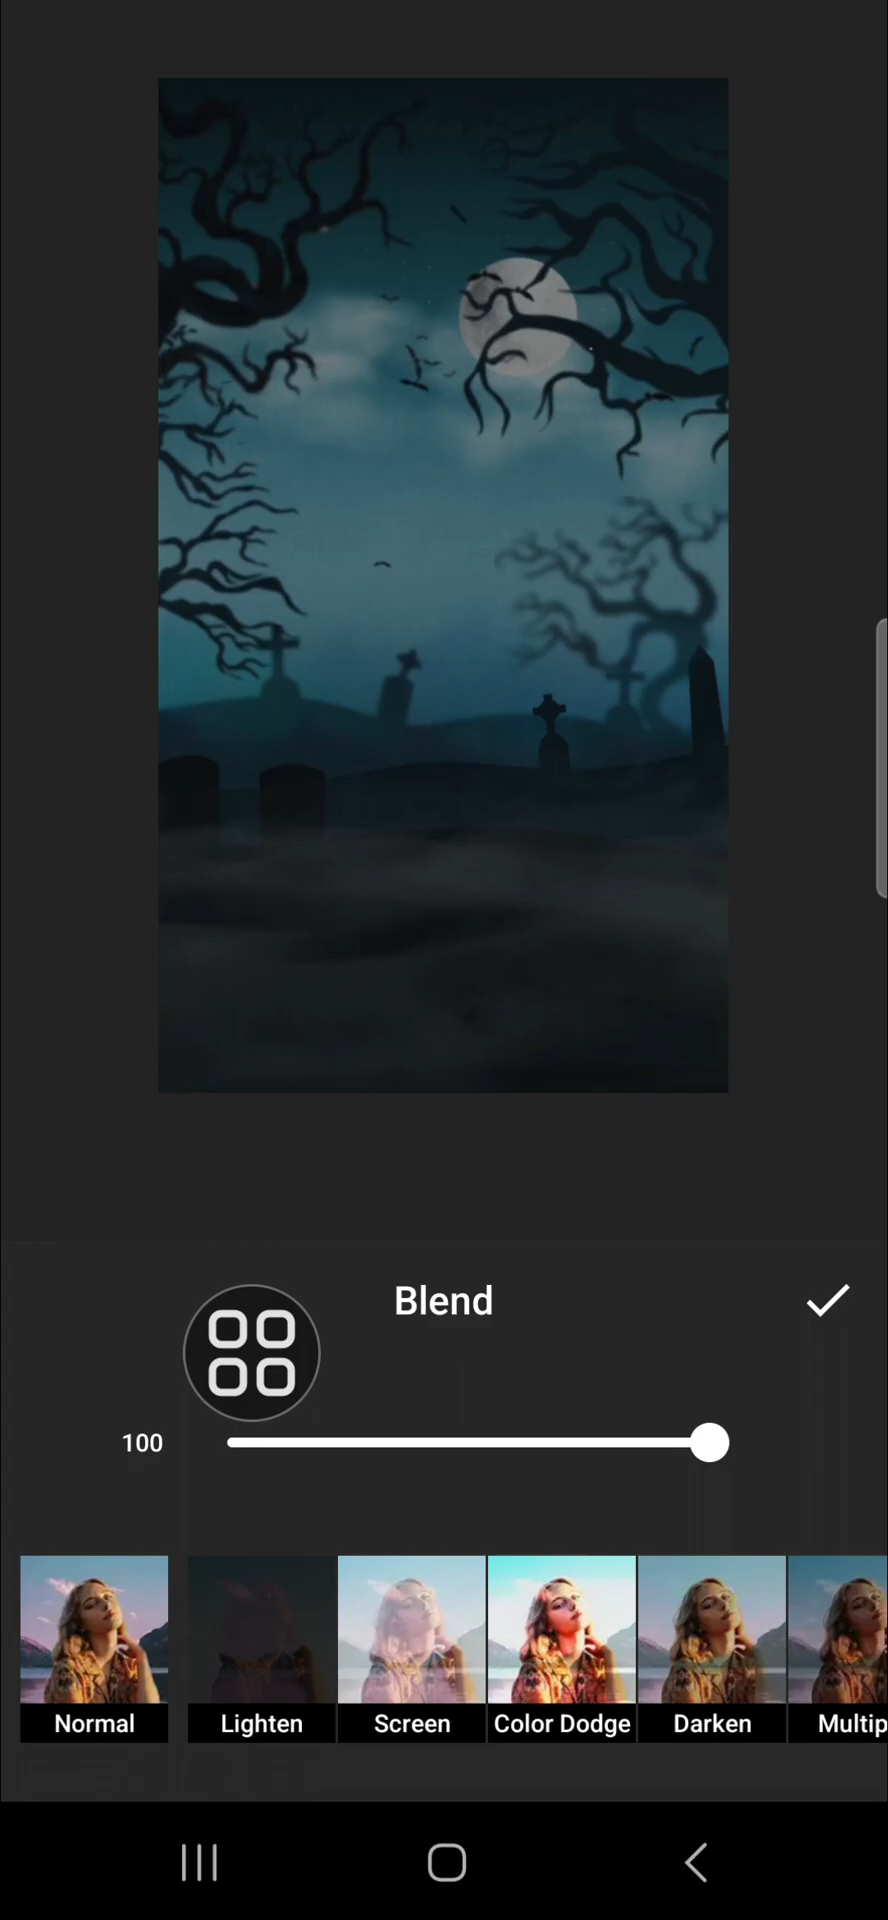 Blend
100
Normal
Lighten
Screen
Color Dodge
Darken
Multip